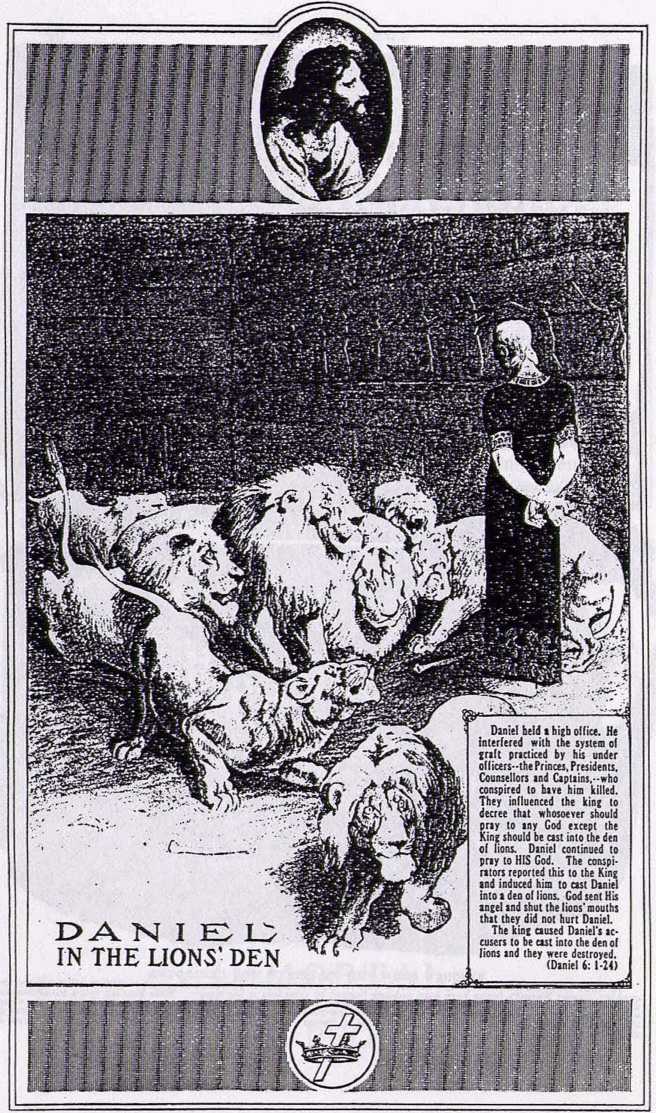 Daniel held a high office. He
interfered with the system of
graft practiced by his under
officers--the Princes, Presidents,
Counsellors and Captains,--who
conspired to have him killed.
They influenced the king to
decree that whosoever should
pray to any God except the
King should be cast into the den
of lions. Daniel continued to
pray to HIS God. The conspi-
rators reported this to the King
and induced him to cast Daniel
into a den of lions. God sent His
angel and shut the lions' mouths
that they did not hurt Daniel.
The king caused Daniel's ac-
cusers to be cast into the den of
lions and they were destroyed.
(Daniel 6: 1-24)
DANIEL
IN THE LIONS' DEN